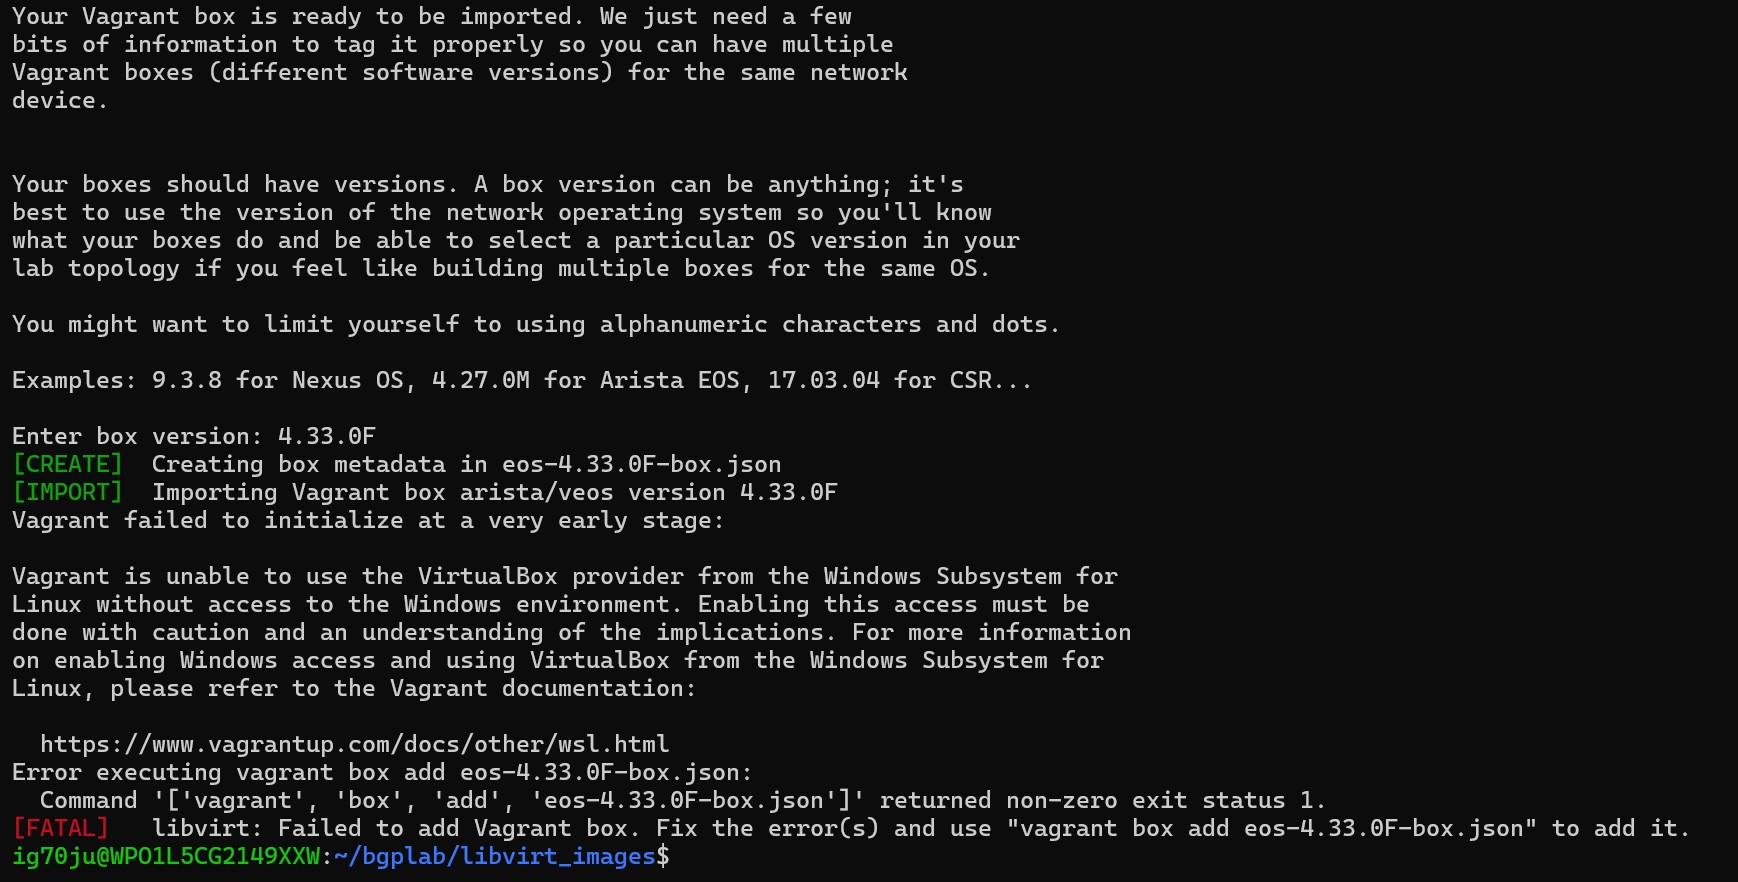 Your Vagrant box is ready to be imported. We just need a few
bits of information to tag it properly so you can have multiple
Vagrant boxes (different software versions) for the same network
device.
Your boxes should have versions. A box version can be anything; it's
best to use the version of the network operating system so you'll know
what your boxes do and be able to select a particular OS version in your
lab topology if you feel like building multiple boxes for the same OS.
You might want to limit yourself to using alphanumeric characters and dots.
Examples: 9.3.8 for Nexus OS, 4.27.0M for Arista EOS, 17.03.04 for CSR...
Enter box version: 4.33.0F
[CREATE]  Creating box metadata in eos-4.33.0F-box.json
[IMPORT]  Importing Vagrant box arista/veos version 4.33.0F
Vagrant failed to initialize at a very early stage:
Vagrant is unable to use the VirtualBox provider from the Windows Subsystem for
Linux without access to the Windows environment. Enabling this access must be
done with caution and an understanding of the implications. For more information
on enabling Windows access and using VirtualBox from the Windows Subsystem for
Linux, please refer to the Vagrant documentation:
  https://www.vagrantup.com/docs/other/wsl.html
Error executing vagrant box add eos-4.33.0F-box.json:
  Command '['vagrant', 'box', 'add', 'eos-4.33.0F-box.json']' returned non-zero exit status 1.
[FATAL]   libvirt: Failed to add Vagrant box. Fix the error(s) and use "vagrant box add eos-4.33.0F-box.json" to add it.
ig70ju@WPO1L5CG2149XXW:~/bgplab/libvirt_images$